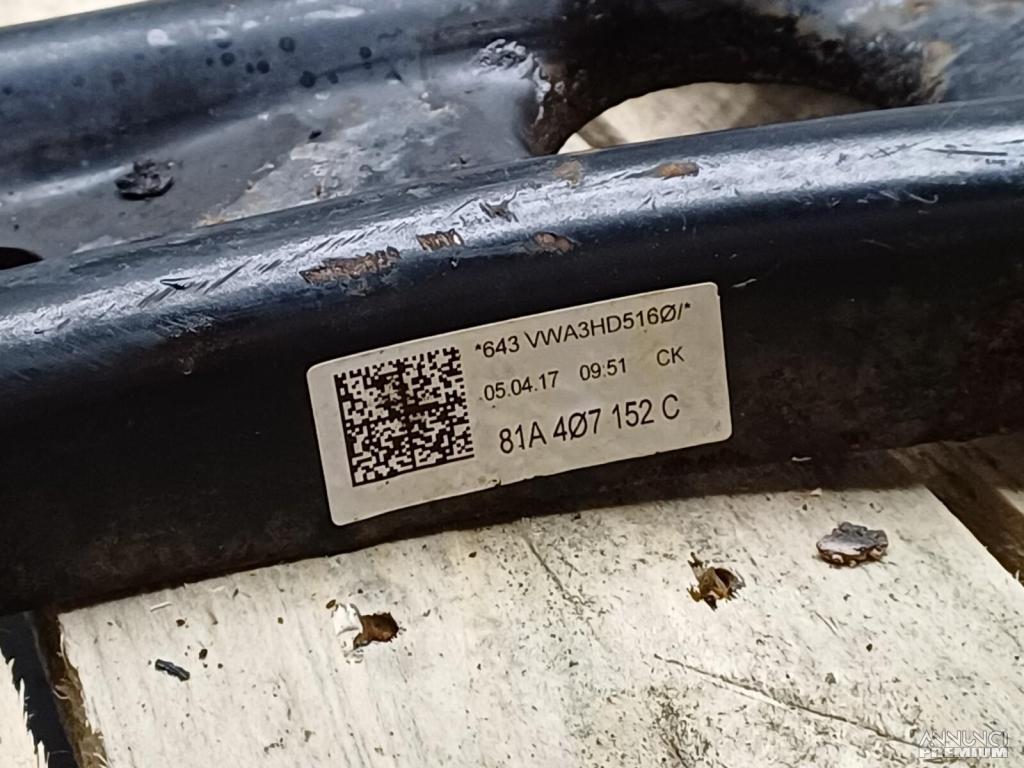 *643 VWA3HD516Ø/*
05.04.17 09:51 CK
81A 4Ø7 152 C
ANNUNCI
PREMIUM